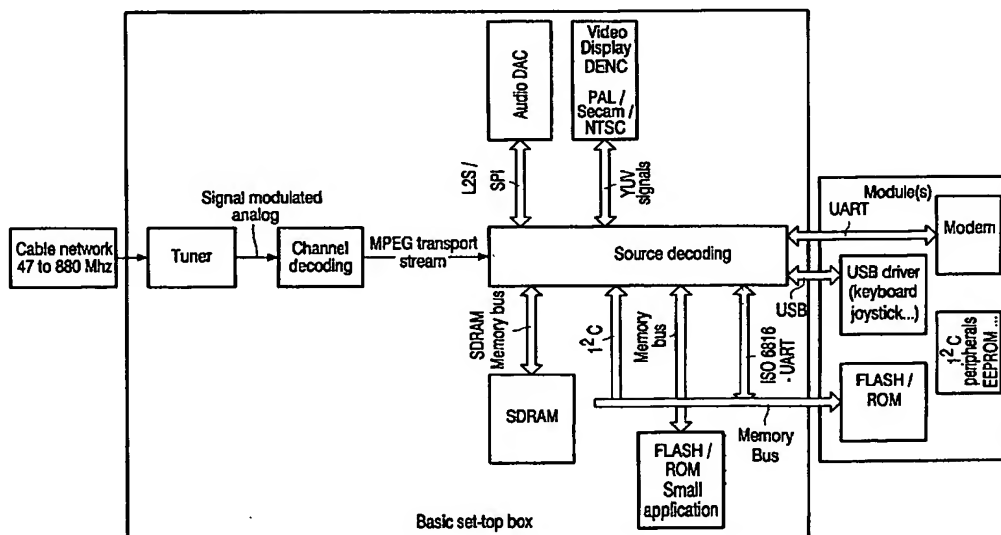 Audio DAC
Video
Display
DENC
PAL /
Secam /
NTSC
L2S /
SPI
YUV
signals
Signal modulated
analog
Cable network
47 to 880 Mhz
Tuner
Channel
decoding
MPEG transport
stream
Source decoding
Module(s)
UART
Modem
USB
USB driver
(keyboard
joystick...)
SDRAM
Memory bus
1²C
Memory
bus
ISO 6816
- UART
1²C
peripherals
EEPROM ...
SDRAM
FLASH /
ROM
Small
application
Memory
Bus
FLASH /
ROM
Basic set-top box